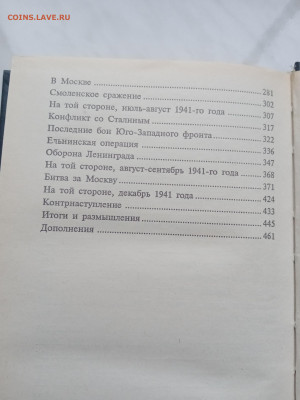 COINS.LAVE.RU
В Москве 281
Смоленское сражение 302
На той стороне, июль-август 1941-го года 307
Конфликт со Сталиным 317
Последние бои Юго-Западного фронта 322
Ельнинская операция 336
Оборона Ленинграда 347
На той стороне, август-сентябрь 1941-го года 368
Битва за Москву 371
На той стороне, декабрь 1941 года 424
Контрнаступление 433
Итоги и размышления 445
Дополнения 461